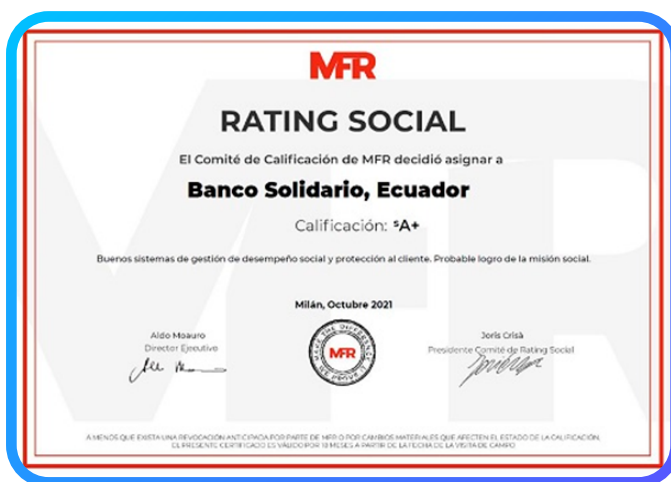 MFR
RATING SOCIAL
El Comité de Calificación de MFR decidió asignar a
Banco Solidario, Ecuador
Calificación: sA+
Buenos sistemas de gestión de desempeño social y protección al cliente. Probable logro de la misión social.
Milán, Octubre 2021
Aldo Moauro
Director Ejecutivo
MAKE THE DIFFERENCE
MFR
Joris Crisà
Presidente Comité de Rating Social
A MENOS QUE EXISTA UNA REVOCACIÓN ANTICIPADA POR PARTE DE MFR O POR CAMBIOS MATERIALES QUE AFECTEN EL ESTADO DE LA CALIFICACIÓN,
EL PRESENTE CERTIFICADO ES VÁLIDO POR MESES A PARTIR DE LA FECHA DE LA VISITA DE CAMPO